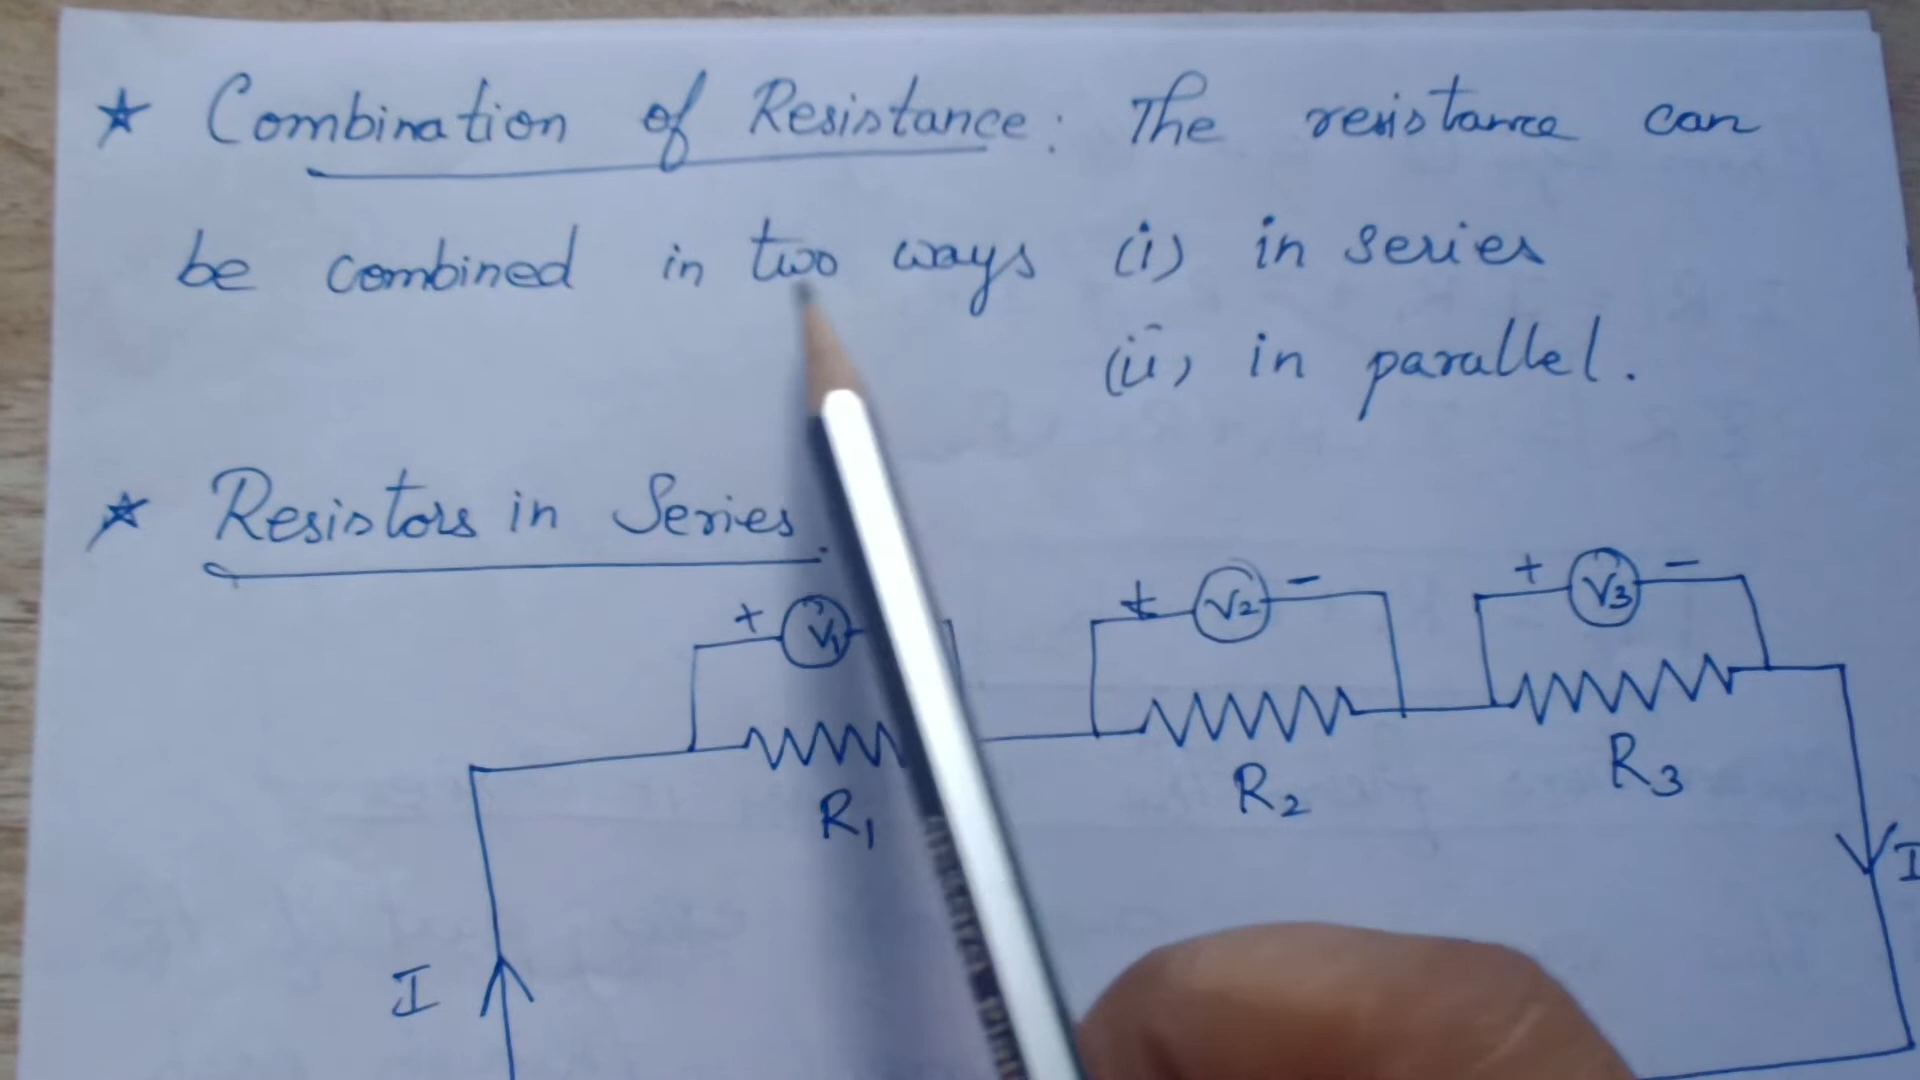 ★ Combination of Resistance: The resistance can
be combined in two ways (i) in series
(ii) in parallel.
★ Resistors in Series.
+ V1
+ V2 -
+ V3 -
R1
R2
R3
I
I